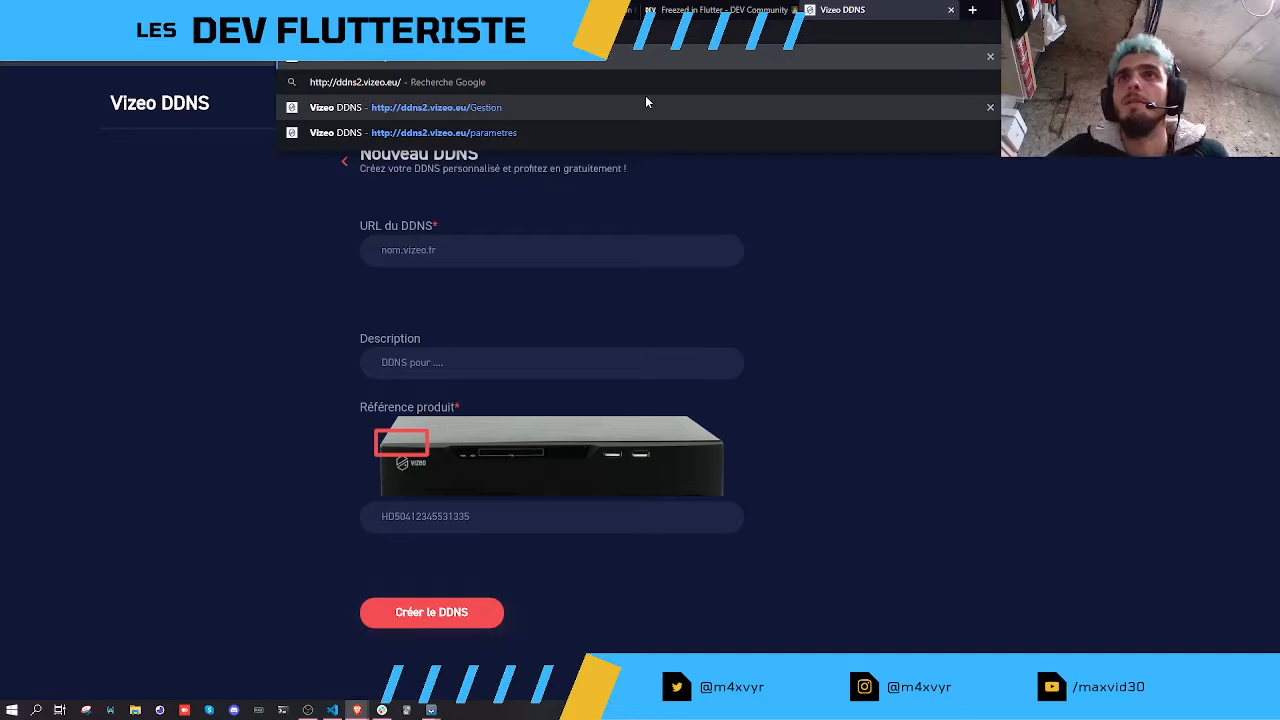 LES DEV FLUTTERISTE
Freezed in Flutter - DEV Community
Vizeo DDNS
http://ddns2.vizeo.eu/ - Recherche Google
Vizeo DDNS - http://ddns2.vizeo.eu/Gestion
Vizeo DDNS - http://ddns2.vizeo.eu/parametres
Vizeo DDNS
Nouveau DDNS
Créez votre DDNS personnalisé et profitez en gratuitement !
URL du DDNS*
nom.vizeo.fr
Description
DDNS pour ....
Référence produit*
vizeo
HD50412345531335
Créer le DDNS
@m4xvyr
@m4xvyr
/maxvid30